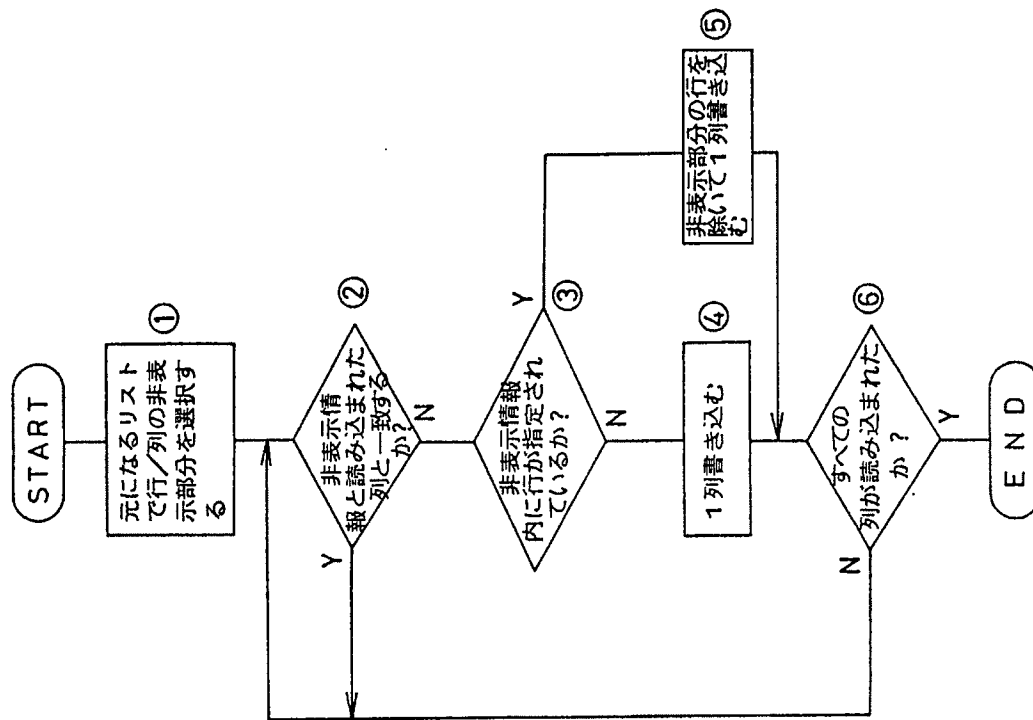 START
元になるリスト
で行/列の非表
示部分を選択す
る
①
非表示情
報と読み込まれた
列と一致する
か?
②
Y
N
非表示情報
内に行が指定され
ているか?
③
Y
N
1列書き込む
④
非表示部分の行を
除いて1列書き込
む
⑤
すべての
列が読み込まれた
か?
⑥
N
Y
END